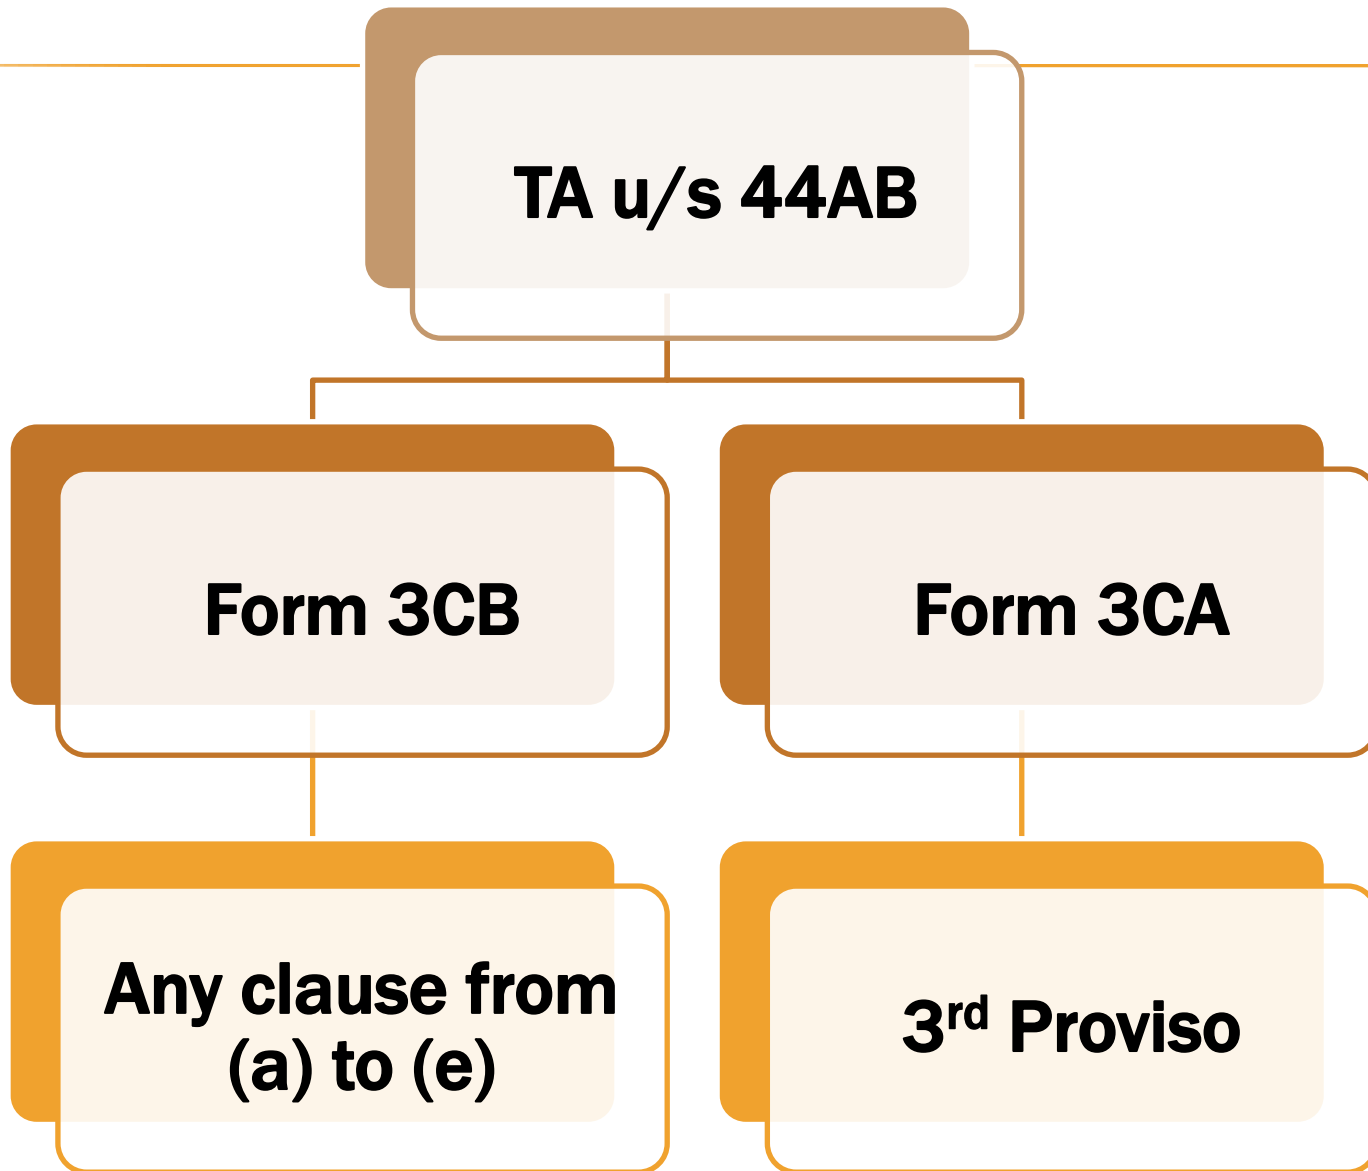 TA u/s 44AB
Form 3CB
Form 3CA
Any clause from
(a) to (e)
3rd Proviso